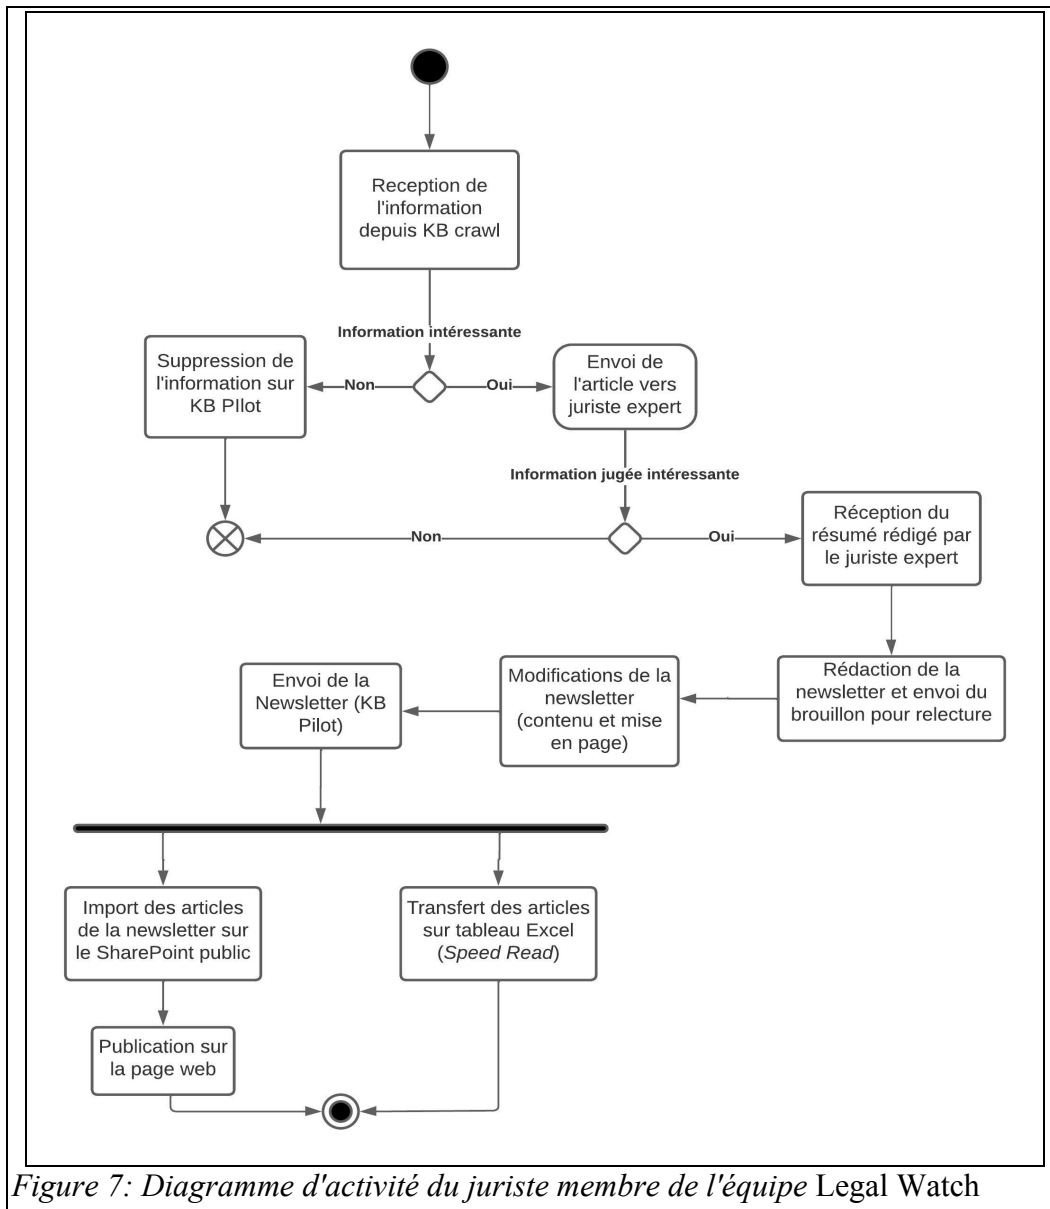 Reception de
l'information
depuis KB crawl
Information intéressante
Suppression de
l'information sur
KB PIlot
Non
Oui
Envoi de
l'article vers
juriste expert
Information jugée intéressante
Non
Oui
Réception du
résumé rédigé par
le juriste expert
Rédaction de la
newsletter et envoi du
brouillon pour relecture
Modifications de la
newsletter
(contenu et mise
en page)
Envoi de la
Newsletter (KB
Pilot)
Import des articles
de la newsletter sur
le SharePoint public
Transfert des articles
sur tableau Excel
(Speed Read)
Publication sur
la page web
Figure 7: Diagramme d'activité du juriste membre de l'équipe Legal Watch